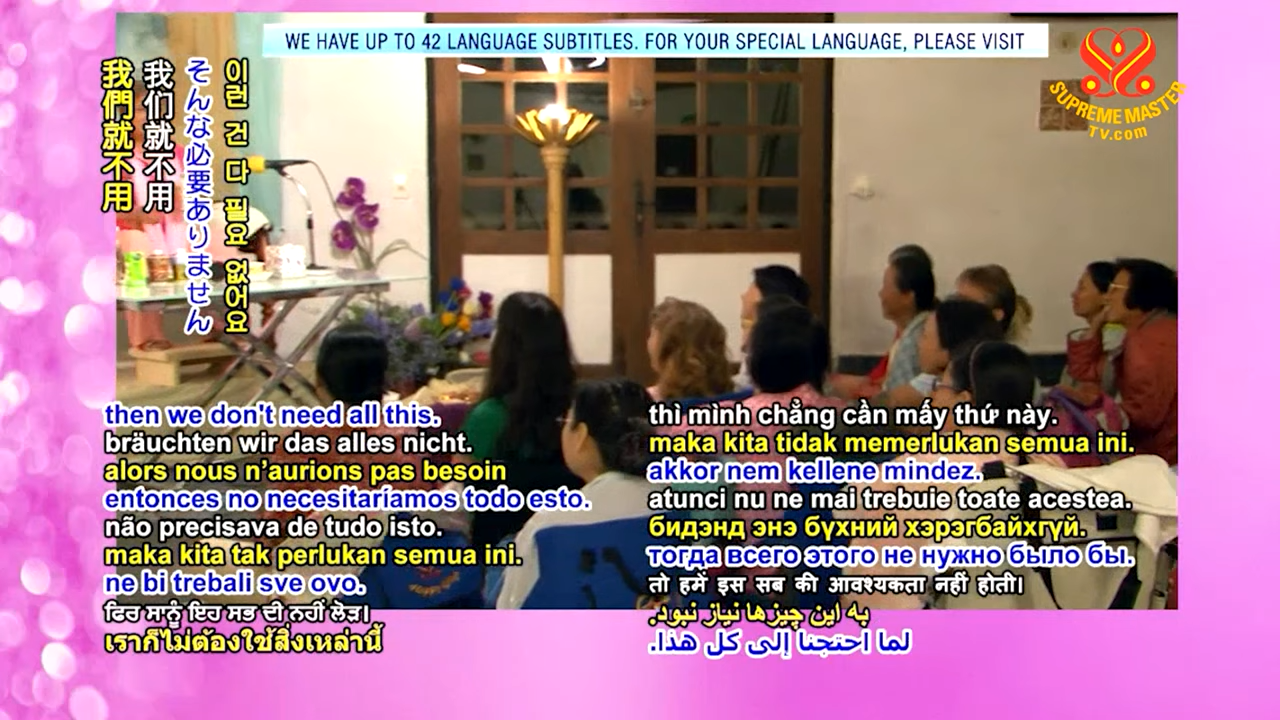 WE HAVE UP TO 42 LANGUAGE SUBTITLES. FOR YOUR SPECIAL LANGUAGE, PLEASE VISIT
SUPREME MASTER
TV.com
我們就不用
我们就不用
そんな必要ありません
이런 건 다 필요 없어요
then we don't need all this.
bräuchten wir das alles nicht.
alors nous n’aurions pas besoin
entonces no necesitaríamos todo esto.
não precisava de tudo isto.
maka kita tak perlukan semua ini.
ne bi trebali sve ovo.
ਫਿਰ ਸਾਨੂੰ ਇਹ ਸਭ ਦੀ ਨਹੀਂ ਲੋੜ।
เราก็ไม่ต้องใช้สิ่งเหล่านี้
thì mình chẳng cần mấy thứ này.
maka kita tidak memerlukan semua ini.
akkor nem kellene mindez.
atunci nu ne mai trebuie toate acestea.
бидэнд энэ бүхний хэрэгбайхгүй.
тогда всего этого не нужно было бы.
तो हमें इस सब की आवश्यकता नहीं होती।
به این چیزها نیاز نبود.
لما احتجنا إلى كل هذا.